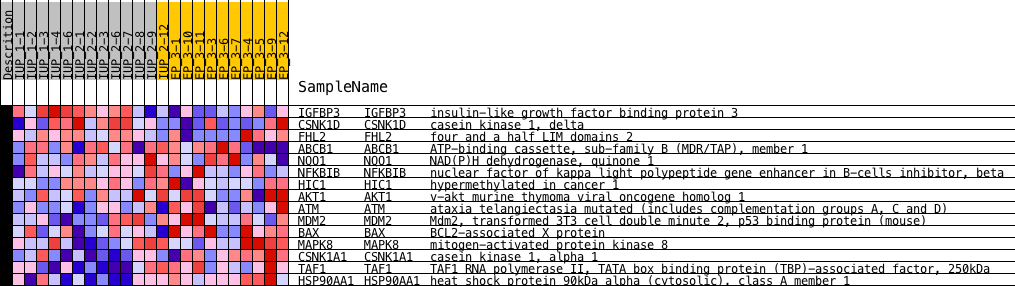 Descrition
IUP_1-1
IUP_1-2
IUP_1-3
IUP_1-4
IUP_1-6
IUP_2-1
IUP_2-2
IUP_2-3
IUP_2-6
IUP_2-7
IUP_2-8
IUP_2-9
IUP_2-12
EP_3-1
EP_3-10
EP_3-11
EP_3-3
EP_3-6
EP_3-7
EP_3-4
EP_3-5
EP_3-9
EP_3-12
SampleName
IGFBP3 IGFBP3 insulin-like growth factor binding protein 3
CSNK1D CSNK1D casein kinase 1, delta
FHL2 FHL2 four and a half LIM domains 2
ABCB1 ABCB1 ATP-binding cassette, sub-family B (MDR/TAP), member 1
NQO1 NQO1 NAD(P)H dehydrogenase, quinone 1
NFKBIB NFKBIB nuclear factor of kappa light polypeptide gene enhancer in B-cells inhibitor, beta
HIC1 HIC1 hypermethylated in cancer 1
AKT1 AKT1 v-akt murine thymoma viral oncogene homolog 1
ATM ATM ataxia telangiectasia mutated (includes complementation groups A, C and D)
MDM2 MDM2 Mdm2, transformed 3T3 cell double minute 2, p53 binding protein (mouse)
BAX BAX BCL2-associated X protein
MAPK8 MAPK8 mitogen-activated protein kinase 8
CSNK1A1 CSNK1A1 casein kinase 1, alpha 1
TAF1 TAF1 TAF1 RNA polymerase II, TATA box binding protein (TBP)-associated factor, 250kDa
HSP90AA1 HSP90AA1 heat shock protein 90kDa alpha (cytosolic), class A member 1